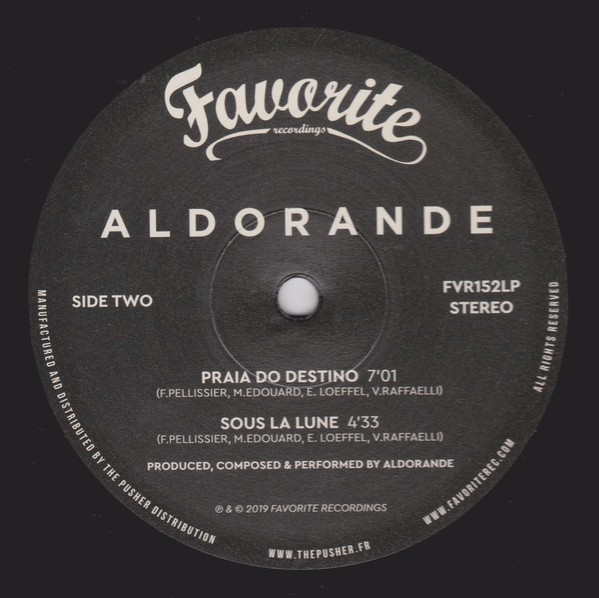 Favorite
recordings
ALDORANDE
SIDE TWO
FVR152LP
STEREO
PRAIA DO DESTINO 7'01
(F.PELLISSIER, M.EDOUARD, E. LOEFFEL, V.RAFFAELLI)
SOUS LA LUNE 4'33
(F.PELLISSIER, M.EDOUARD, E. LOEFFEL, V.RAFFAELLI)
PRODUCED, COMPOSED & PERFORMED BY ALDORANDE
℗ & © 2019 FAVORITE RECORDINGS
MANUFACTURED AND DISTRIBUTED BY THE PUSHER DISTRIBUTION
WWW.THEPUSHER.FR
WWW.FAVORITEREC.COM
ALL RIGHTS RESERVED